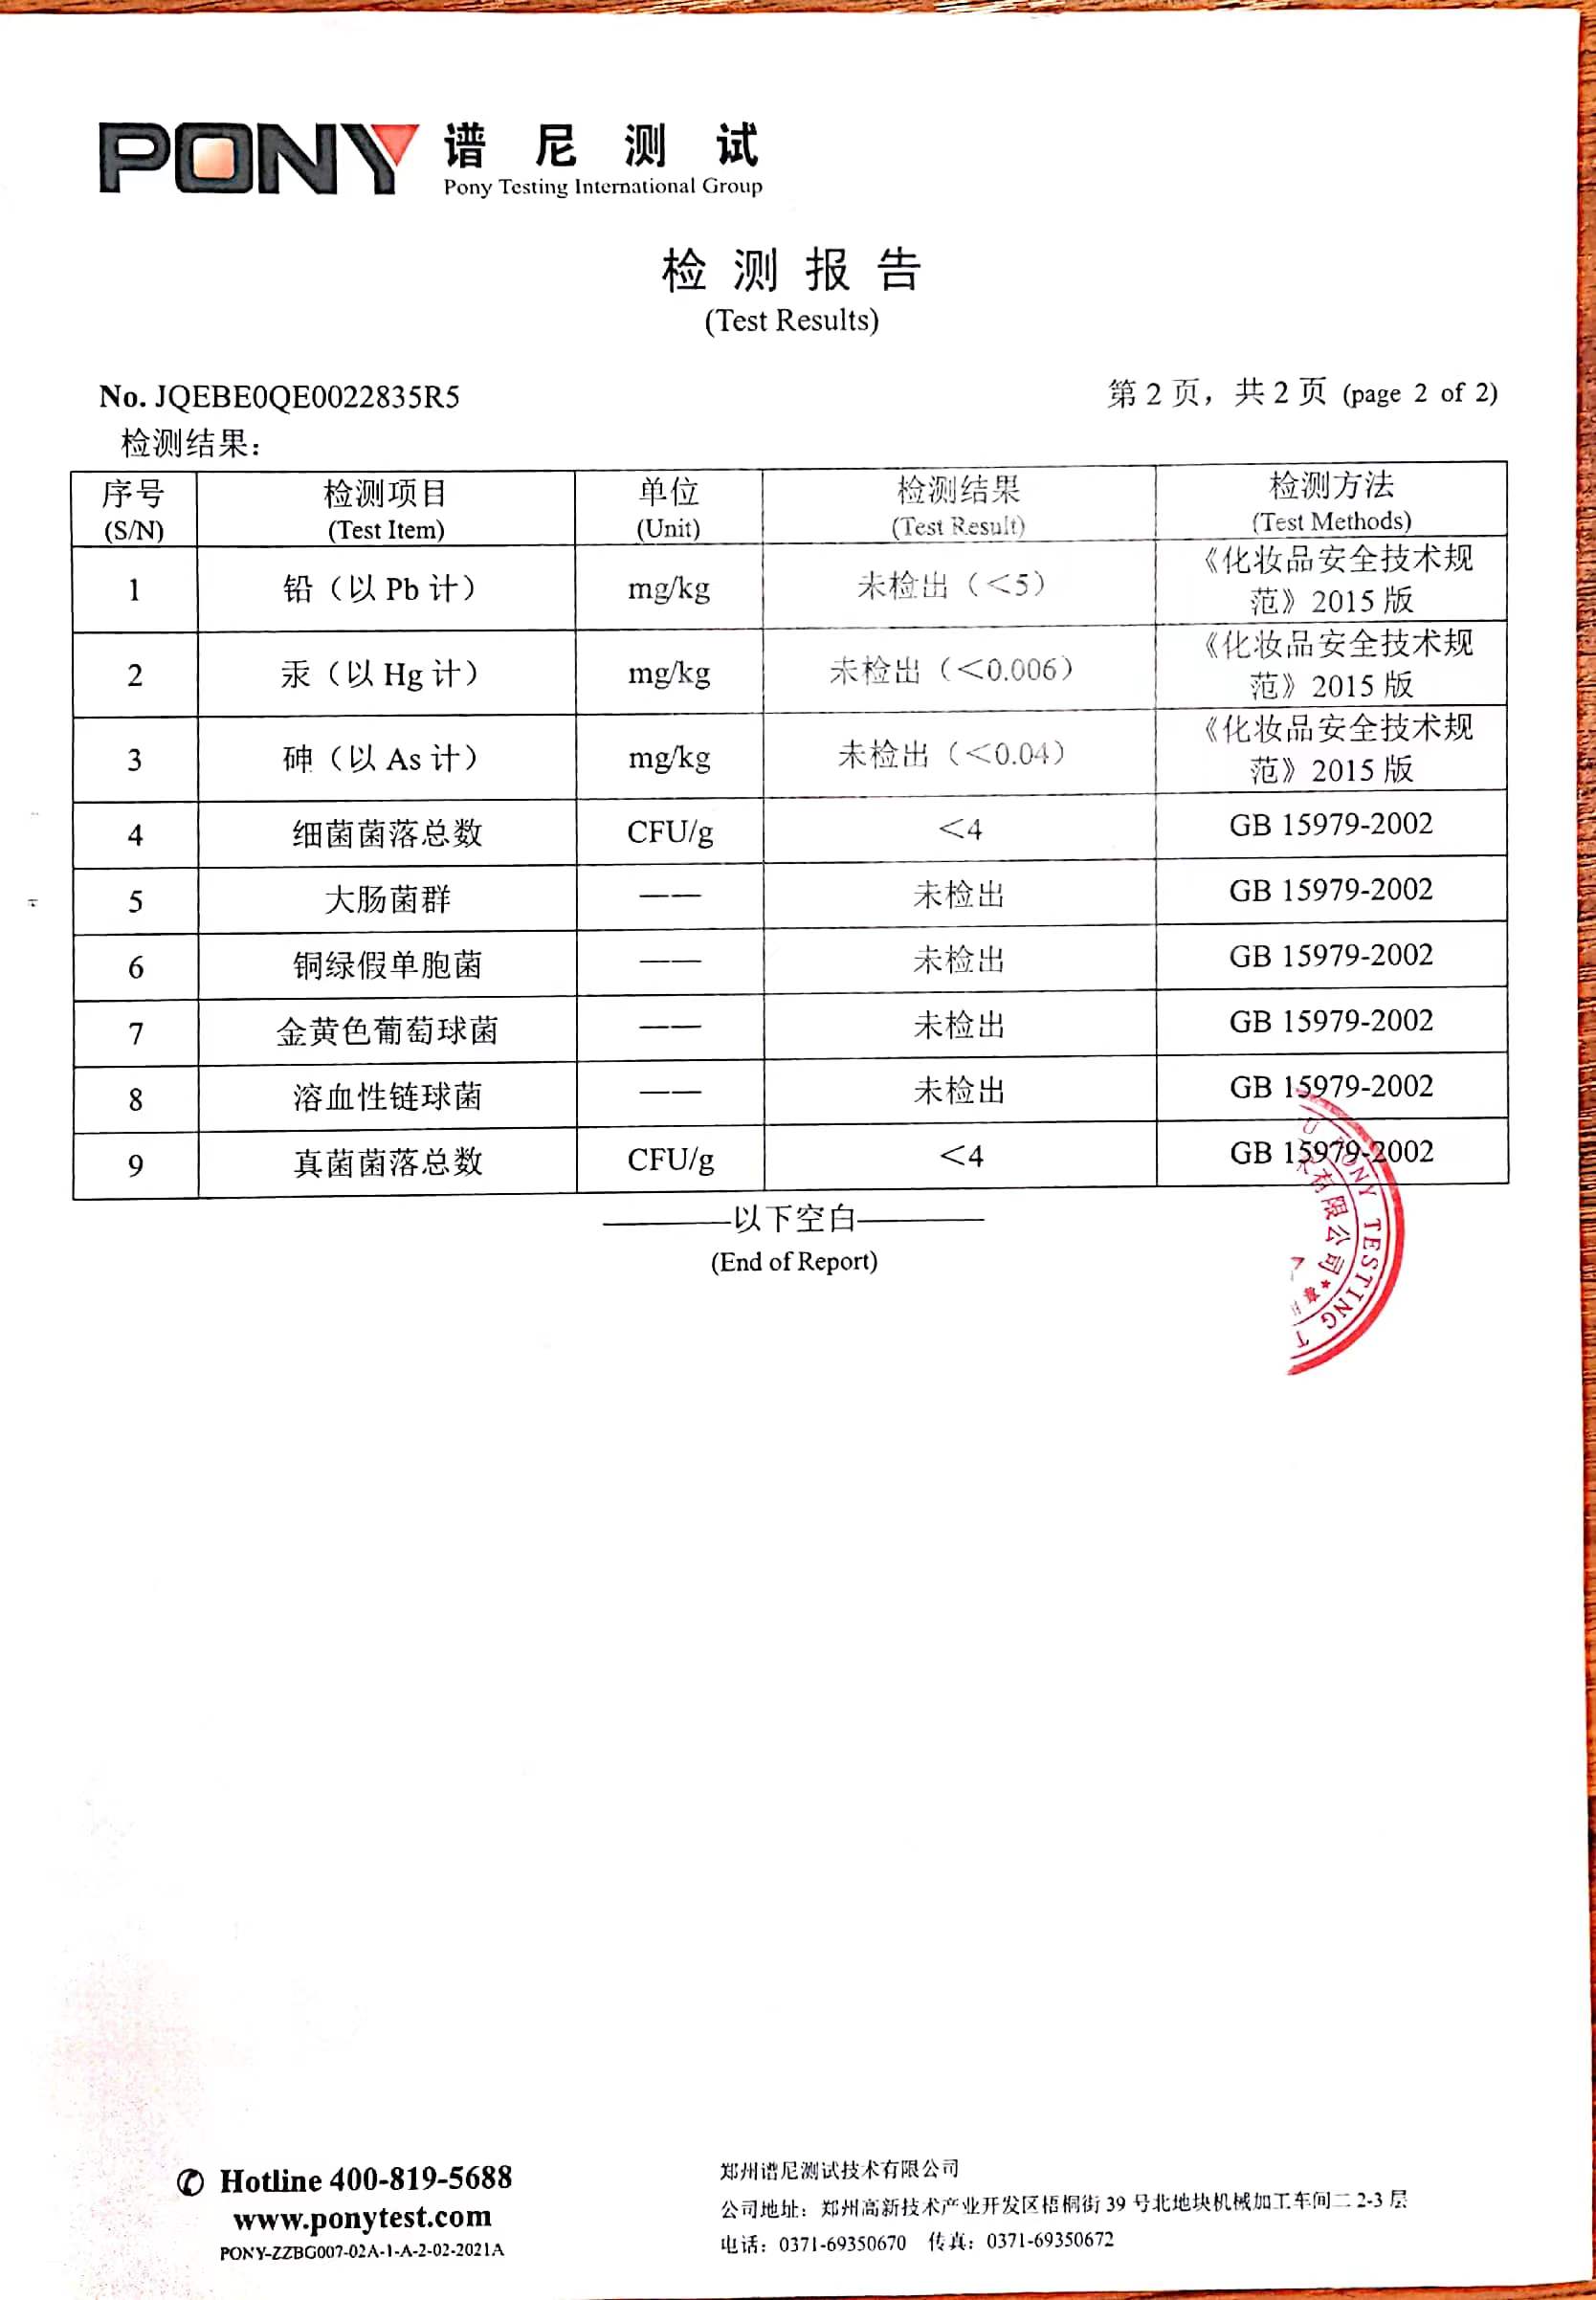 PONY 谱尼测试
Pony Testing International Group
检测报告
(Test Results)
No. JQEBE0QE0022835R5 第2页，共2页 (page 2 of 2)
检测结果：
序号 检测项目 单位 检测结果 检测方法
(S/N) (Test Item) (Unit) (Test Result) (Test Methods)
1 铅（以 Pb 计） mg/kg 未检出（＜5） 《化妆品安全技术规
范》2015 版
2 汞（以 Hg 计） mg/kg 未检出（＜0.006） 《化妆品安全技术规
范》2015 版
3 砷（以 As 计） mg/kg 未检出（＜0.04） 《化妆品安全技术规
范》2015 版
4 细菌菌落总数 CFU/g ＜4 GB 15979-2002
5 大肠菌群 —— 未检出 GB 15979-2002
6 铜绿假单胞菌 —— 未检出 GB 15979-2002
7 金黄色葡萄球菌 —— 未检出 GB 15979-2002
8 溶血性链球菌 —— 未检出 GB 15979-2002
9 真菌菌落总数 CFU/g ＜4 GB 15979-2002
————以下空白————
(End of Report)
PONY TESTING T
有限公司
章
Hotline 400-819-5688
www.ponytest.com
PONY-ZZBG007-02A-1-A-2-02-2021A
郑州谱尼测试技术有限公司
公司地址：郑州高新技术产业开发区梧桐街 39 号北地块机械加工车间二 2-3 层
电话：0371-69350670 传真：0371-69350672